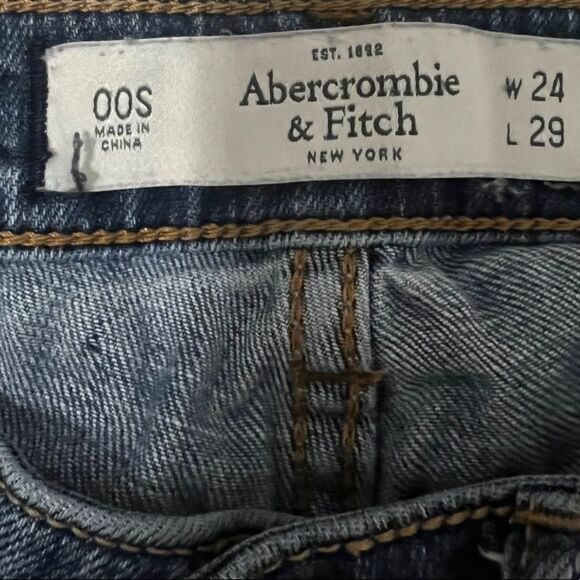 00S
MADE IN
CHINA
EST. 1892
Abercrombie
& Fitch
NEW YORK
W 24
L 29